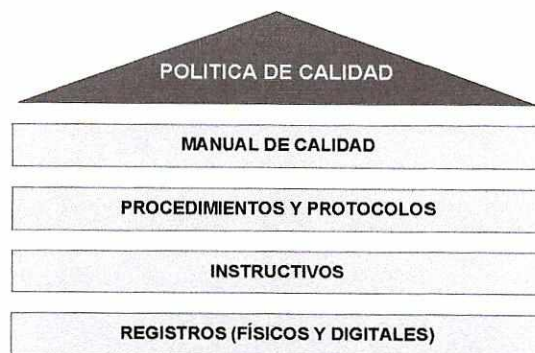 POLITICA DE CALIDAD
MANUAL DE CALIDAD
PROCEDIMIENTOS Y PROTOCOLOS
INSTRUCTIVOS
REGISTROS (FÍSICOS Y DIGITALES)